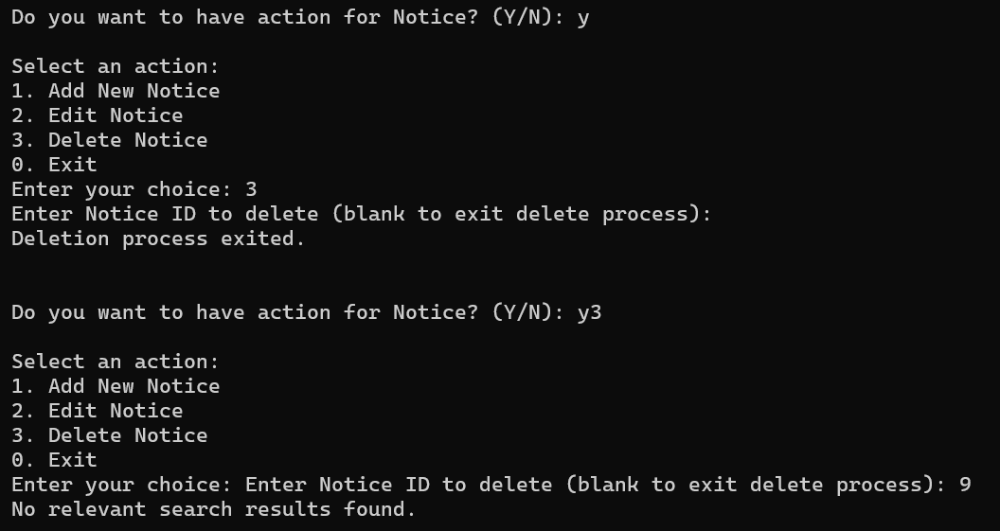 Do you want to have action for Notice? (Y/N): y
Select an action:
1. Add New Notice
2. Edit Notice
3. Delete Notice
0. Exit
Enter your choice: 3
Enter Notice ID to delete (blank to exit delete process):
Deletion process exited.
Do you want to have action for Notice? (Y/N): y3
Select an action:
1. Add New Notice
2. Edit Notice
3. Delete Notice
0. Exit
Enter your choice: Enter Notice ID to delete (blank to exit delete process): 9
No relevant search results found.